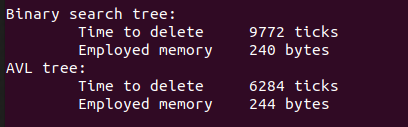 Binary search tree:
Time to delete 9772 ticks
Employed memory 240 bytes
AVL tree:
Time to delete 6284 ticks
Employed memory 244 bytes